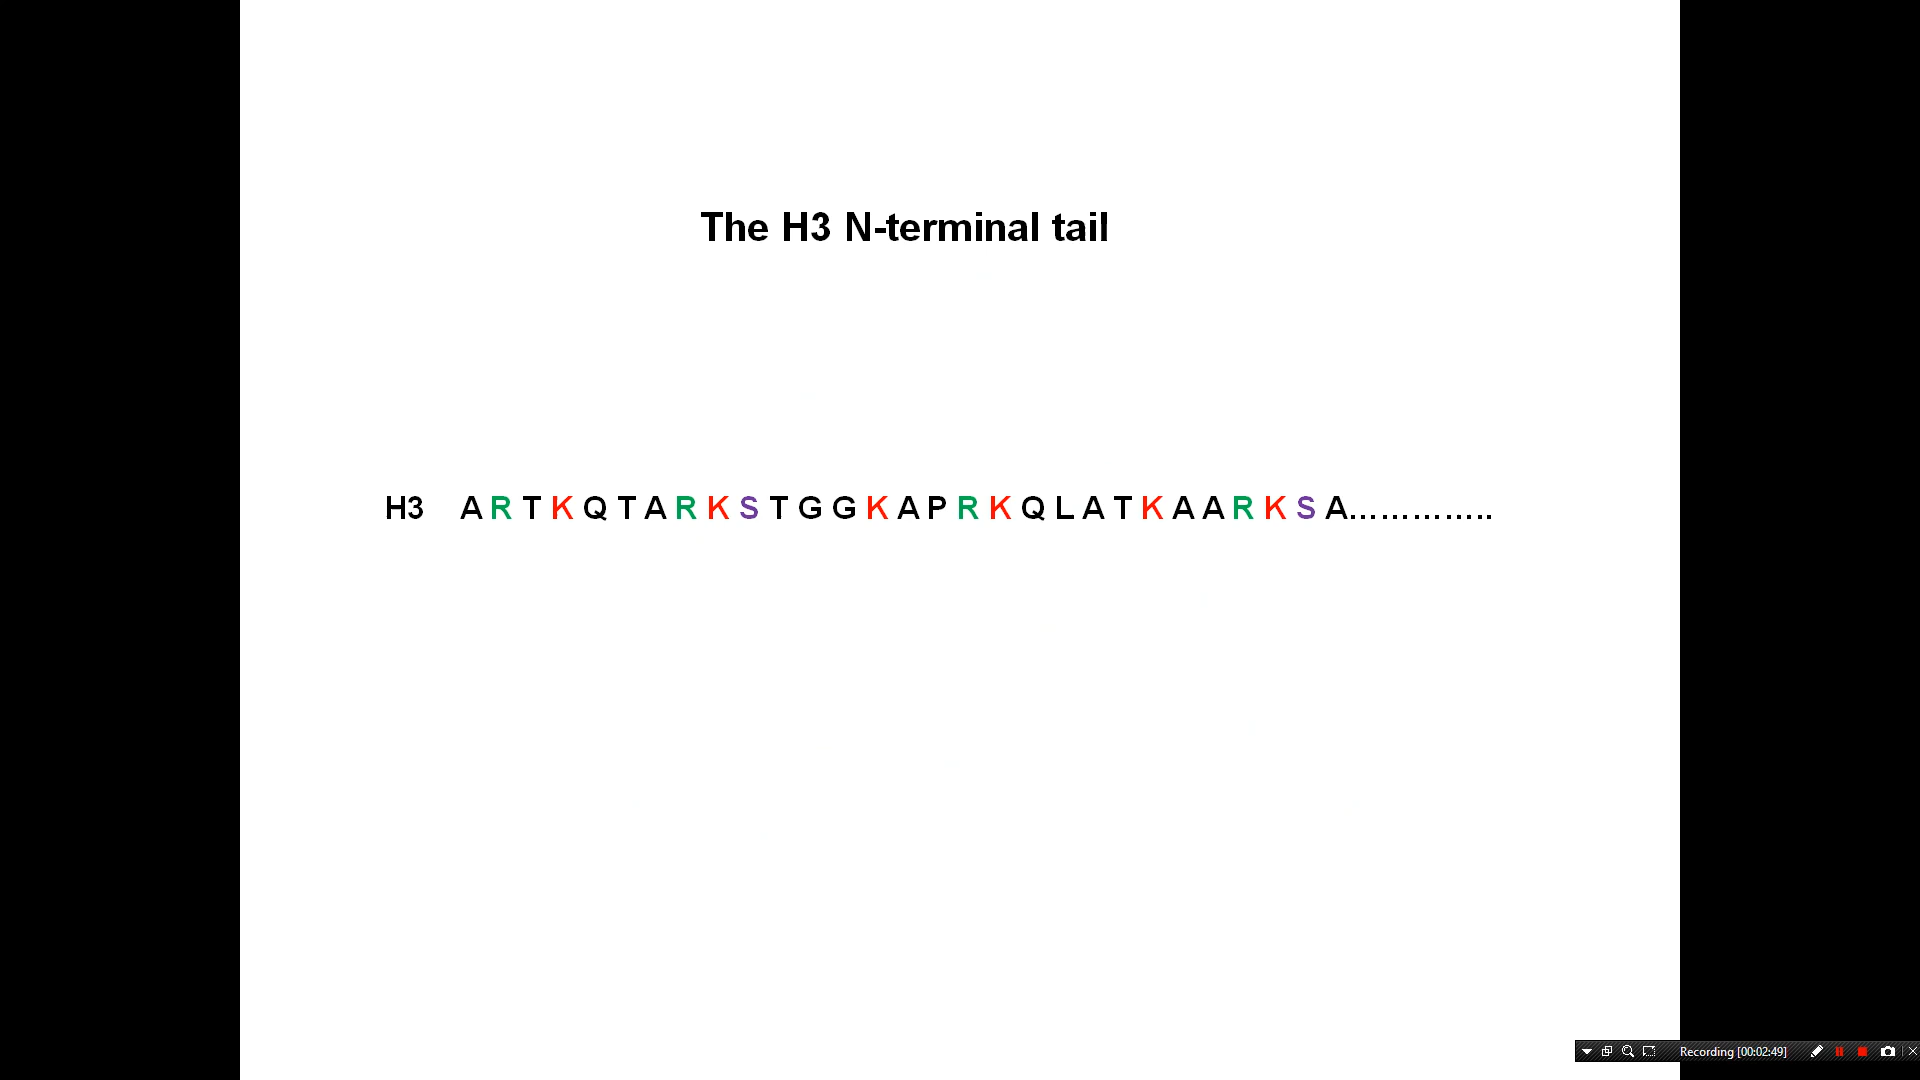 The H3 N-terminal tail
H3 A R T K Q T A R K S T G G K A P R K Q L A T K A A R K S A…………..
Recording [00:02:49]